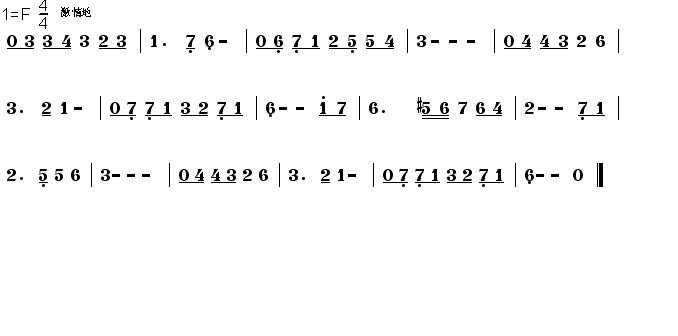 1=F 4/4 激情地
0 3 3 4 3 2 3 | 1. 7 6 - | 0 6 7 1 2 5 5 4 | 3 - - - | 0 4 4 3 2 6 |
3. 2 1 - | 0 7 7 1 3 2 7 1 | 6 - - i 7 | 6. #5 6 7 6 4 | 2 - - 7 1 |
2. 5 5 6 | 3 - - - | 0 4 4 3 2 6 | 3. 2 1 - | 0 7 7 1 3 2 7 1 | 6 - - 0 ‖